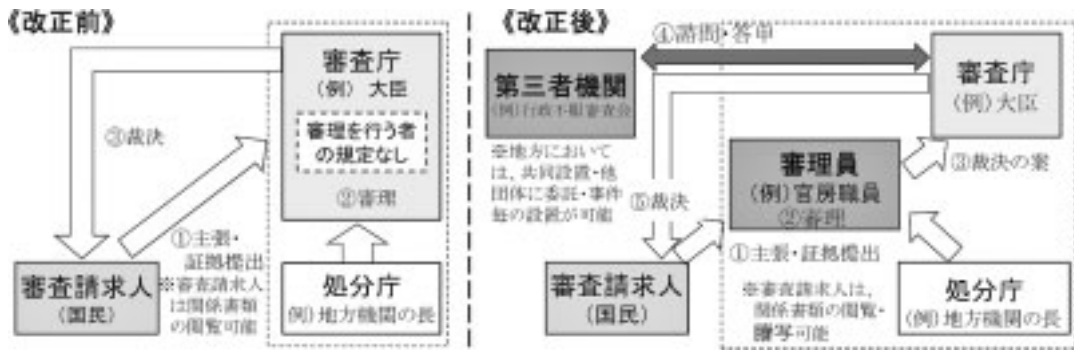 《改正前》
審査庁
(例) 大臣
審理を行う者
の規定なし
②審理
③裁決
①主張・
証拠提出
※審査請求人
は関係書類
の閲覧可能
審査請求人
(国民)
処分庁
(例)地方機関の長
《改正後》
④諮問・答申
第三者機関
(例)行政不服審査会
※地方において
は、共同設置・他
団体に委託・事件
毎の設置が可能
審査庁
(例)大臣
審理員
(例)官房職員
②審理
③裁決の案
⑤裁決
①主張・証拠提出
※審査請求人は、
関係書類の閲覧・
謄写可能
審査請求人
(国民)
処分庁
(例)地方機関の長